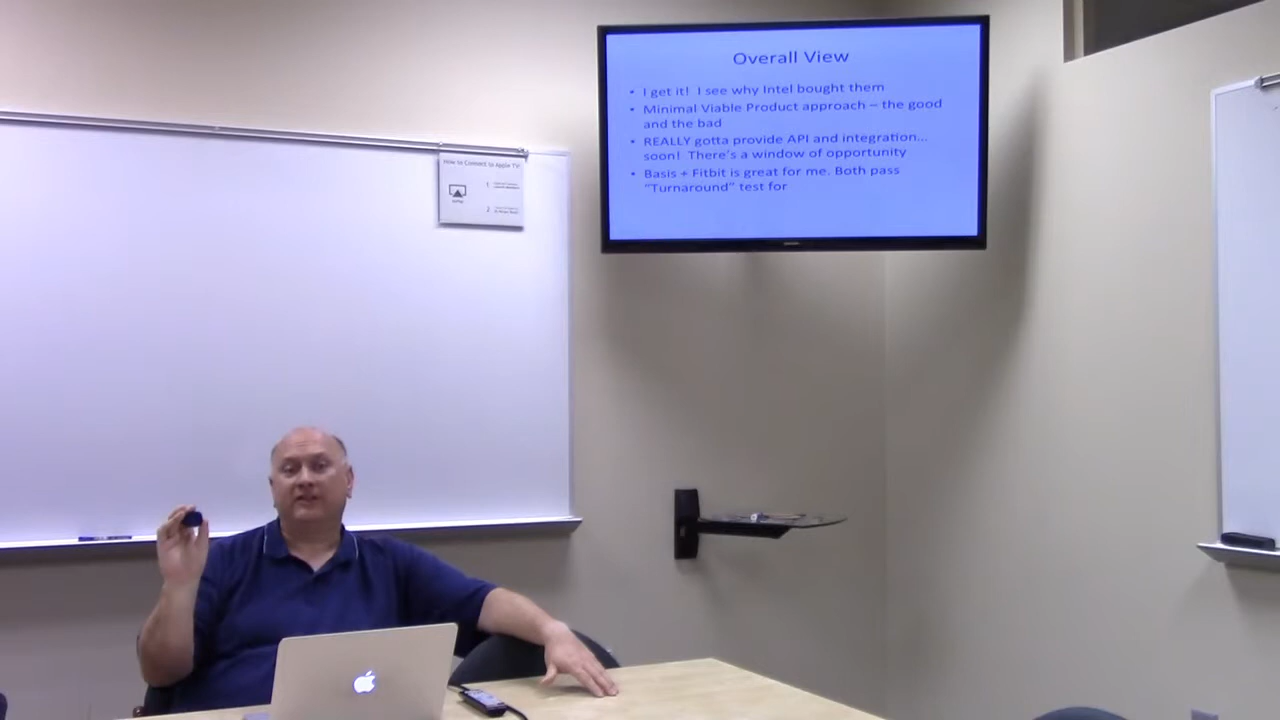 Overall View
• I get it! I see why Intel bought them
• Minimal Viable Product approach – the good
and the bad
• REALLY gotta provide API and integration...
soon! There's a window of opportunity
• Basis + Fitbit is great for me. Both pass
"Turnaround" test for
How to Connect to Apple TV:
1
2